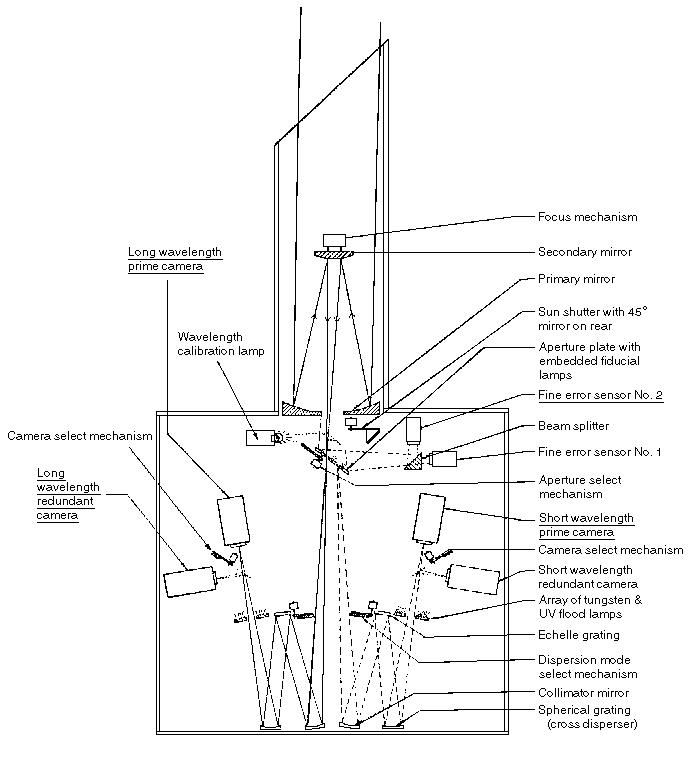 Focus mechanism
Long wavelength
prime camera
Secondary mirror
Primary mirror
Sun shutter with 45°
mirror on rear
Wavelength
calibration lamp
Aperture plate with
embedded fiducial
lamps
Fine error sensor No. 2
Beam splitter
Camera select mechanism
Fine error sensor No. 1
Long
wavelength
redundant
camera
Aperture select
mechanism
Short wavelength
prime camera
Camera select mechanism
Short wavelength
redundant camera
Array of tungsten &
UV flood lamps
Echelle grating
Dispersion mode
select mechanism
Collimator mirror
Spherical grating
(cross disperser)